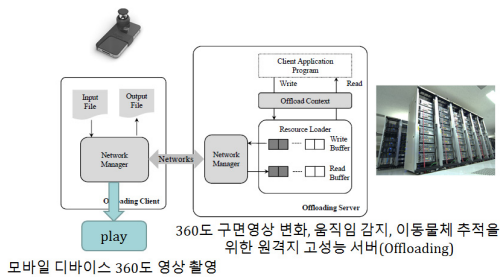 Client Application
Program
Write
Read
Offload Context
Input
File
Output
File
Resource Loader
Write
Buffer
Network
Manager
Networks
Network
Manager
Read
Buffer
Offloading Client
Offloading Server
play
360도 구면영상 변화, 움직임 감지, 이동물체 추적을
위한 원격지 고성능 서버(Offloading)
모바일 디바이스 360도 영상 촬영